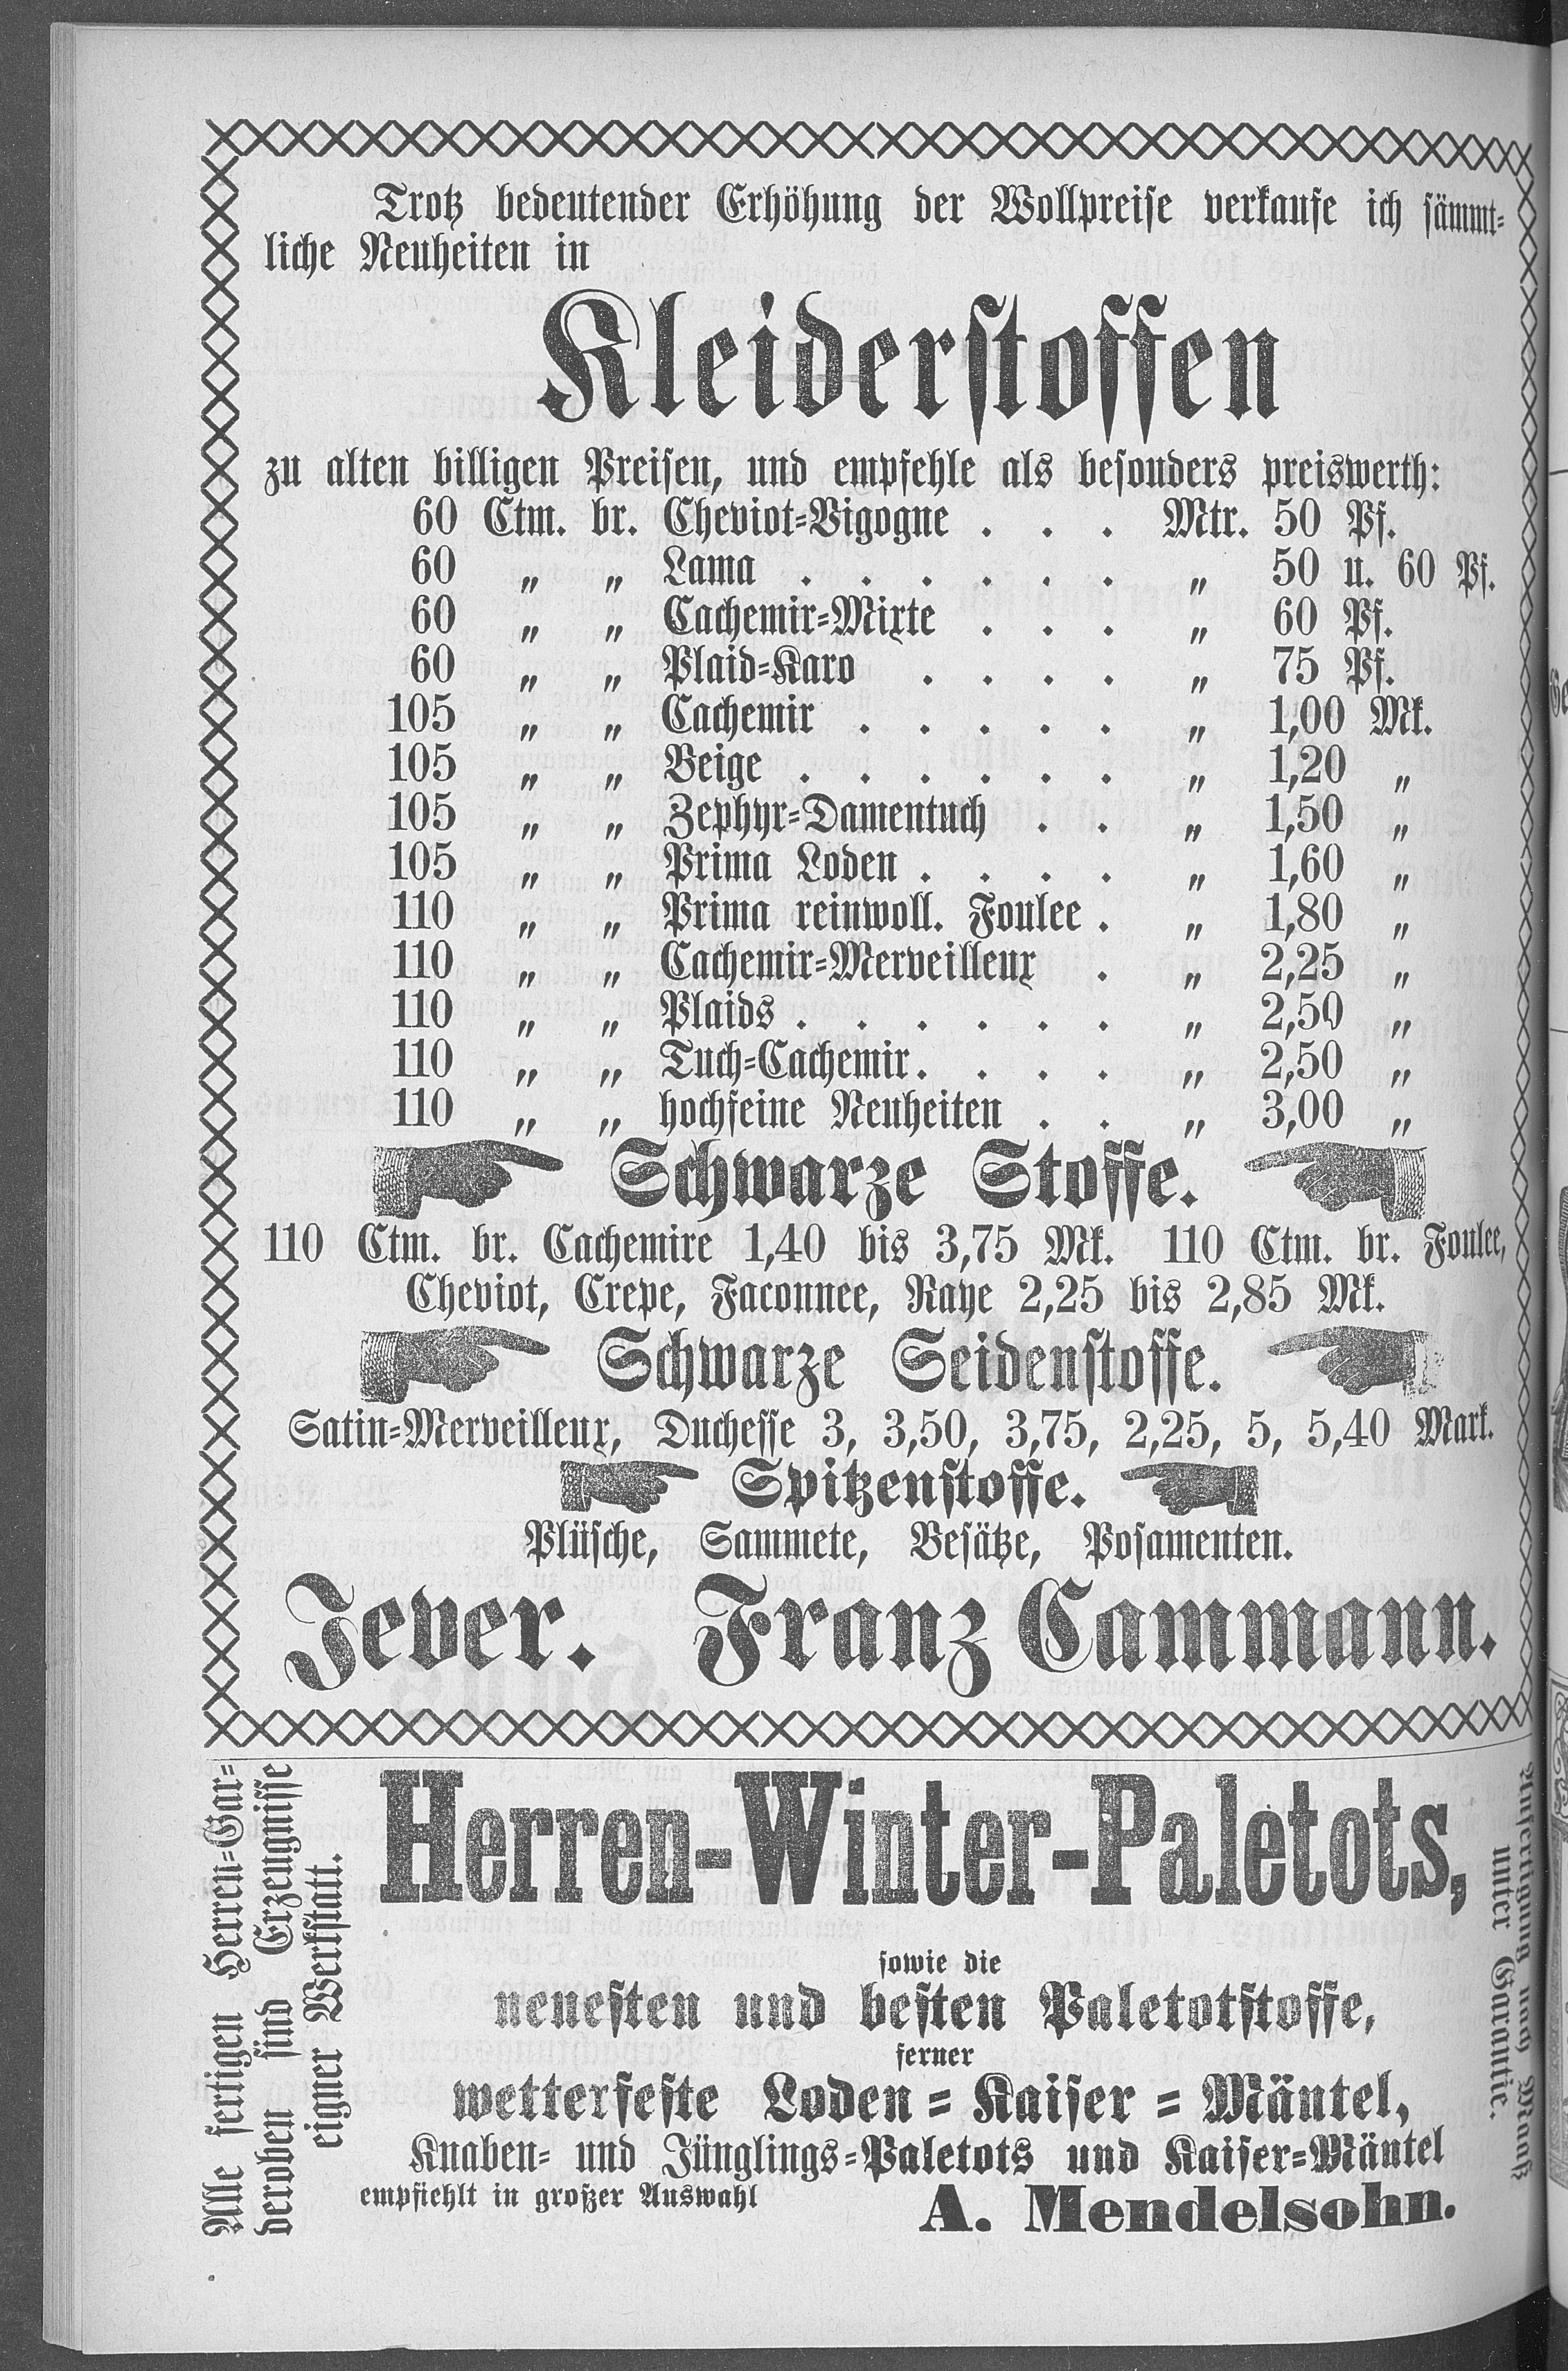 Trotz bedeutender Erhöhung der Wollpreise verkaufe ich sämmt-
liche Neuheiten in
Kleiderstoffen
zu alten billigen Preisen, und empfehle als besonders preiswerth:
60 Ctm. br. Cheviot-Vigogne . . . Mtr. 50 Pf.
60 „ „ Lama . . . . . . „ 50 u. 60 Pf.
60 „ „ Cachemir-Mixte . . . „ 60 Pf.
60 „ „ Plaid-Karo . . . . „ 75 Pf.
105 „ „ Cachemir . . . . . „ 1,00 Mk.
105 „ „ Beige . . . . . . „ 1,20 „
105 „ „ Zephyr-Damentuch . . „ 1,50 „
105 „ „ Prima Loden . . . . „ 1,60 „
110 „ „ Prima reinwoll. Foulee . „ 1,80 „
110 „ „ Cachemir-Merveilleux . „ 2,25 „
110 „ „ Plaids . . . . . . „ 2,50 „
110 „ „ Tuch-Cachemir . . . . „ 2,50 „
110 „ „ hochfeine Neuheiten . . „ 3,00 „
Schwarze Stoffe.
110 Ctm. br. Cachemire 1,40 bis 3,75 Mk. 110 Ctm. br. Foulee,
Cheviot, Crepe, Faconnee, Raye 2,25 bis 2,85 Mk.
Schwarze Seidenstoffe.
Satin-Merveilleux, Duchesse 3, 3,50, 3,75, 2,25, 5, 5,40 Mark.
Spitzenstoffe.
Plüsche, Sammete, Besätze, Posamenten.
Jever. Franz Cammann.
Alle fertigen Herren-Gar-
deroben sind Erzeugnisse
eigner Werkstatt.
Herren-Winter-Paletots,
sowie die
neuesten und besten Paletotstoffe,
ferner
wetterfeste Loden-Kaiser-Mäntel,
Knaben- und Jünglings-Paletots und Kaiser-Mäntel
empfiehlt in großer Auswahl
A. Mendelsohn.
Anfertigung nach Maaß
unter Garantie.